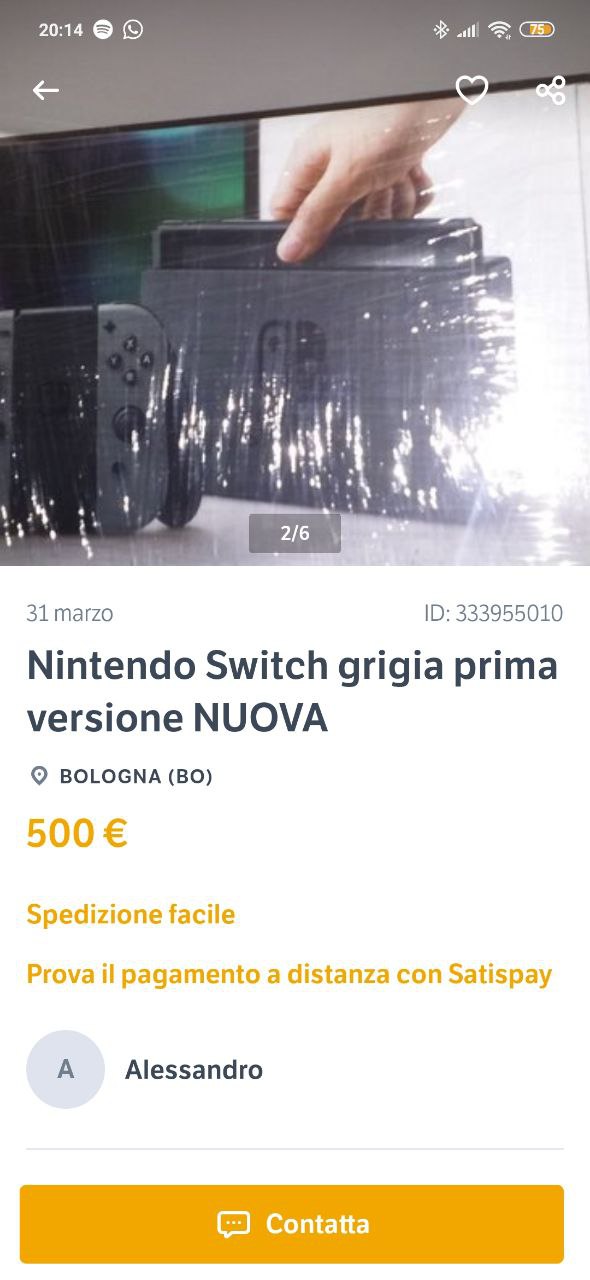 20:14
75
X
Y A
B
2/6
31 marzo
ID: 333955010
Nintendo Switch grigia prima
versione NUOVA
BOLOGNA (BO)
500 €
Spedizione facile
Prova il pagamento a distanza con Satispay
A
Alessandro
Contatta